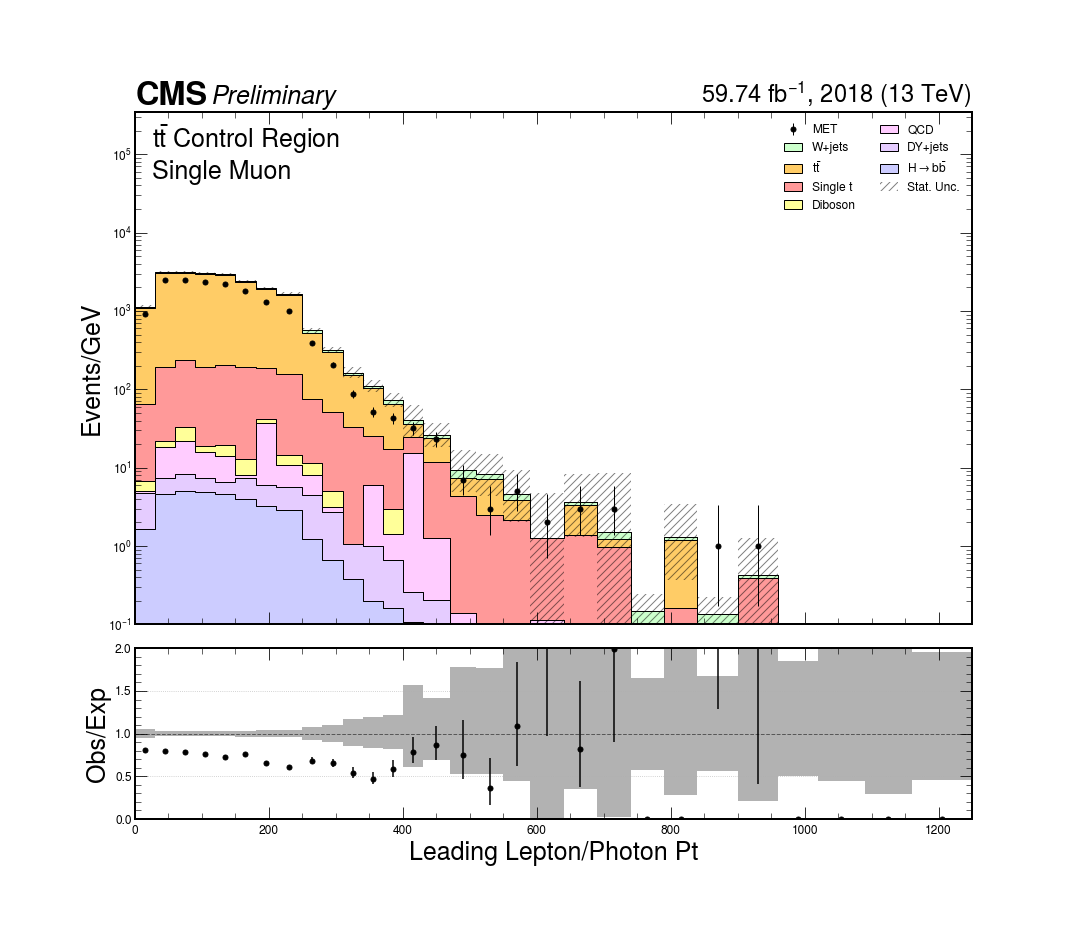 CMS Preliminary
59.74 fb⁻¹, 2018 (13 TeV)
tt̄ Control Region
Single Muon
MET
W+jets
tt̄
Single t
Diboson
QCD
DY+jets
H→bb̄
Stat. Unc.
Events/GeV
10⁵
10⁴
10³
10²
10¹
10⁰
10⁻¹
Obs/Exp
2.0
1.5
1.0
0.5
0.0
0 200 400 600 800 1000 1200
Leading Lepton/Photon Pt